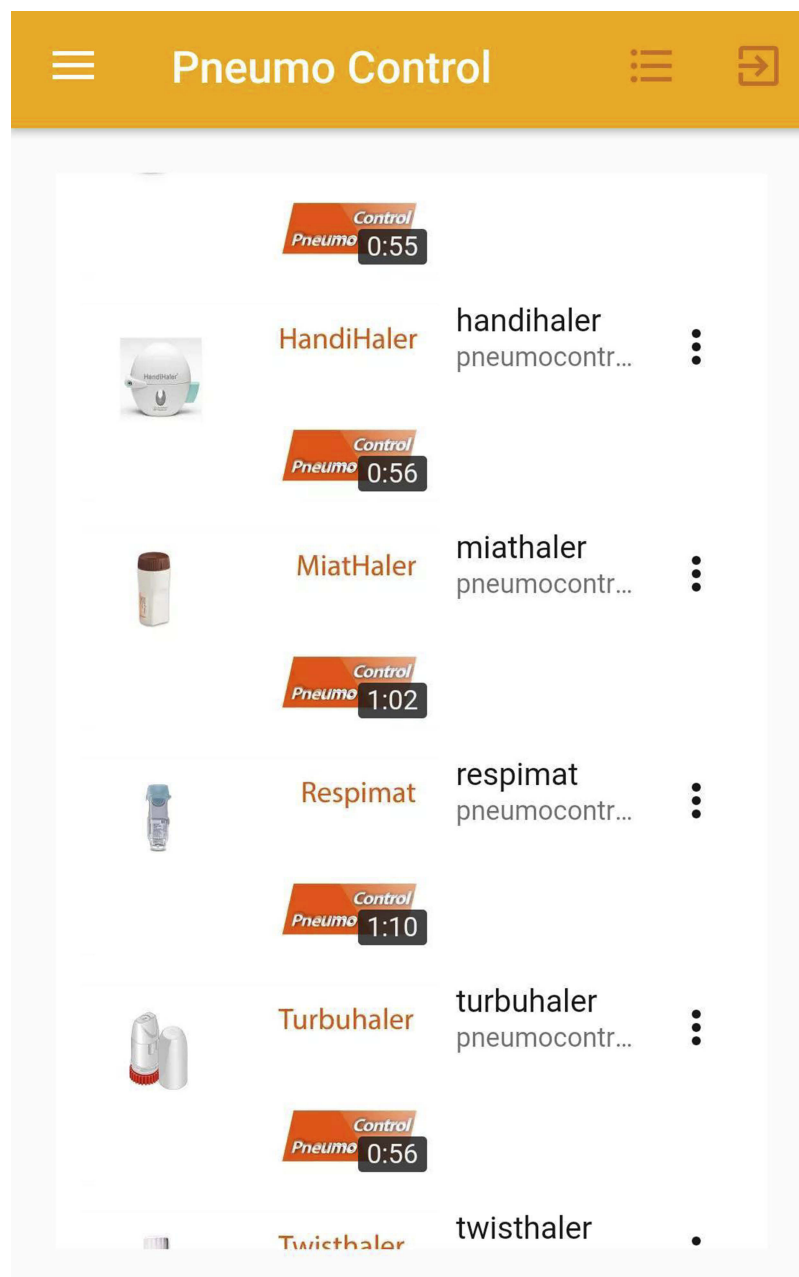 Pneumo Control
Control
Pneumo
0:55
HandiHaler
handihaler
pneumocontr...
HandiHaler
Control
Pneumo
0:56
MiatHaler
miathaler
pneumocontr...
Control
Pneumo
1:02
Respimat
respimat
pneumocontr...
Control
Pneumo
1:10
Turbuhaler
turbuhaler
pneumocontr...
Control
Pneumo
0:56
Twisthaler
twisthaler